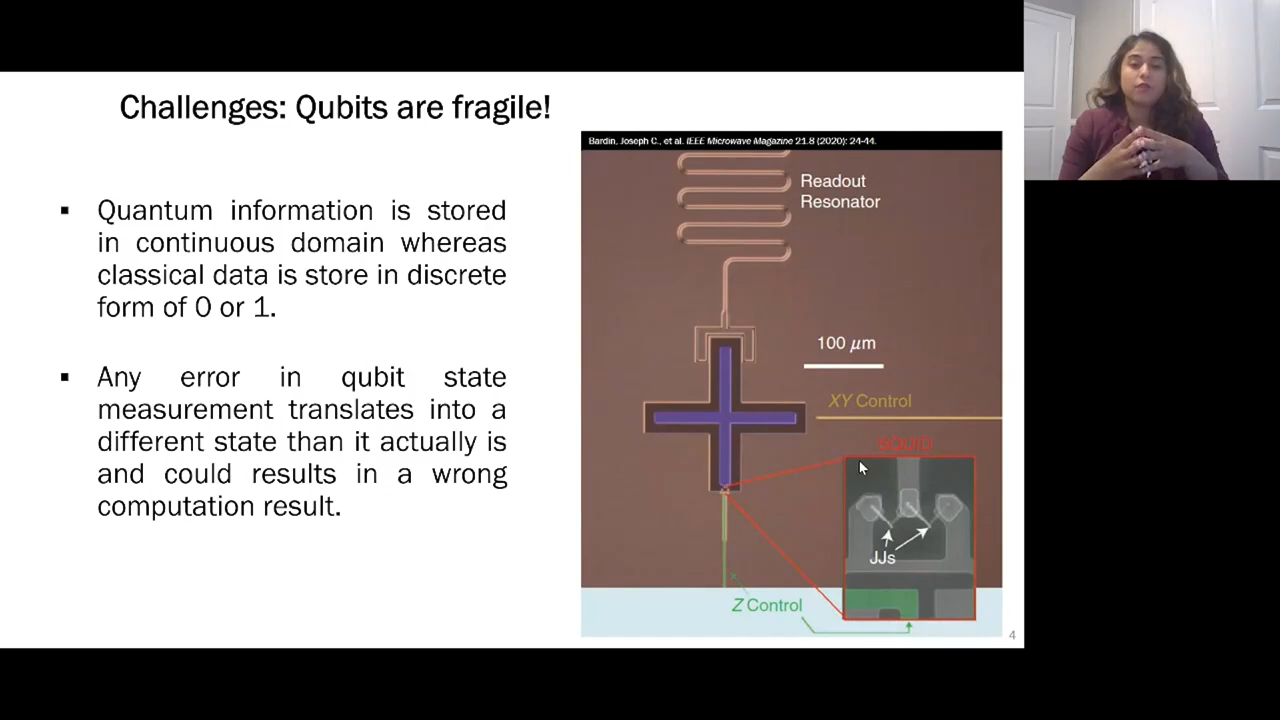 Challenges: Qubits are fragile!
▪ Quantum information is stored
in continuous domain whereas
classical data is store in discrete
form of 0 or 1.
▪ Any error in qubit state
measurement translates into a
different state than it actually is
and could results in a wrong
computation result.
Bardin, Joseph C., et al. IEEE Microwave Magazine 21.8 (2020): 24-44.
Readout
Resonator
100 μm
XY Control
SQUID
JJs
Z Control
4